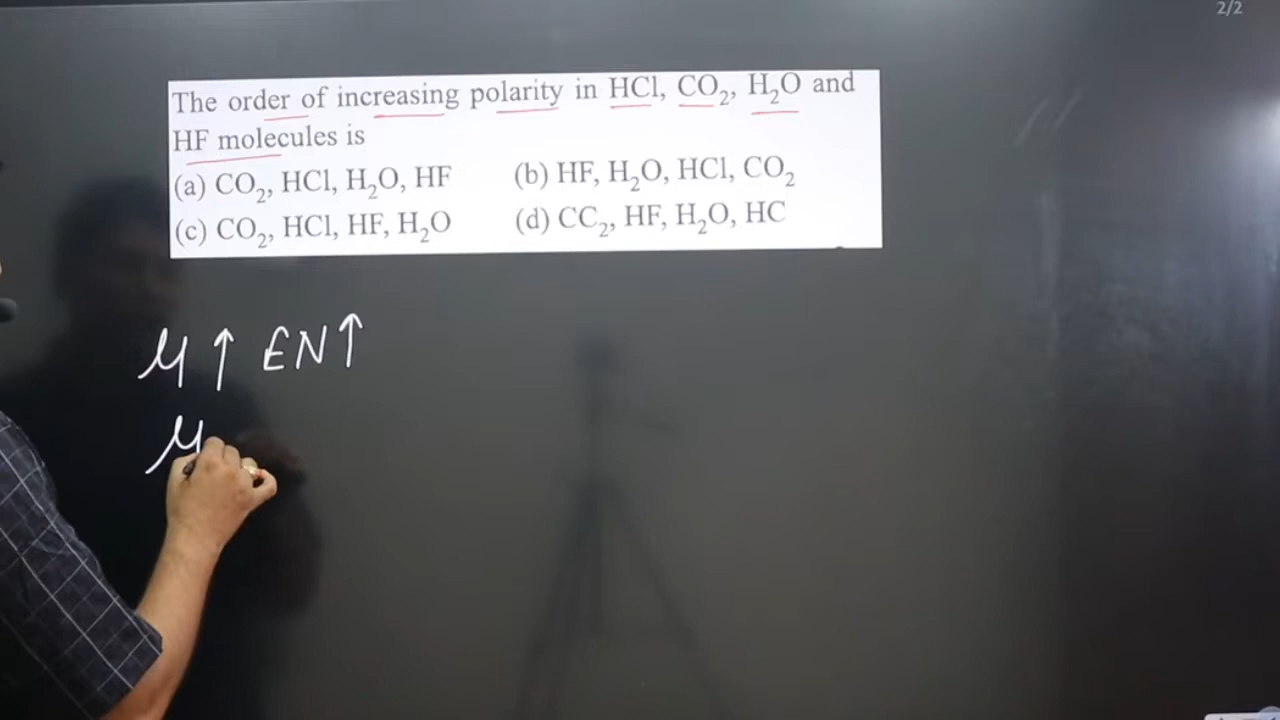 2/2
The order of increasing polarity in HCl, CO₂, H₂O and
HF molecules is
(a) CO₂, HCl, H₂O, HF (b) HF, H₂O, HCl, CO₂
(c) CO₂, HCl, HF, H₂O (d) CC₂, HF, H₂O, HC
μ ↑ EN ↑
μ